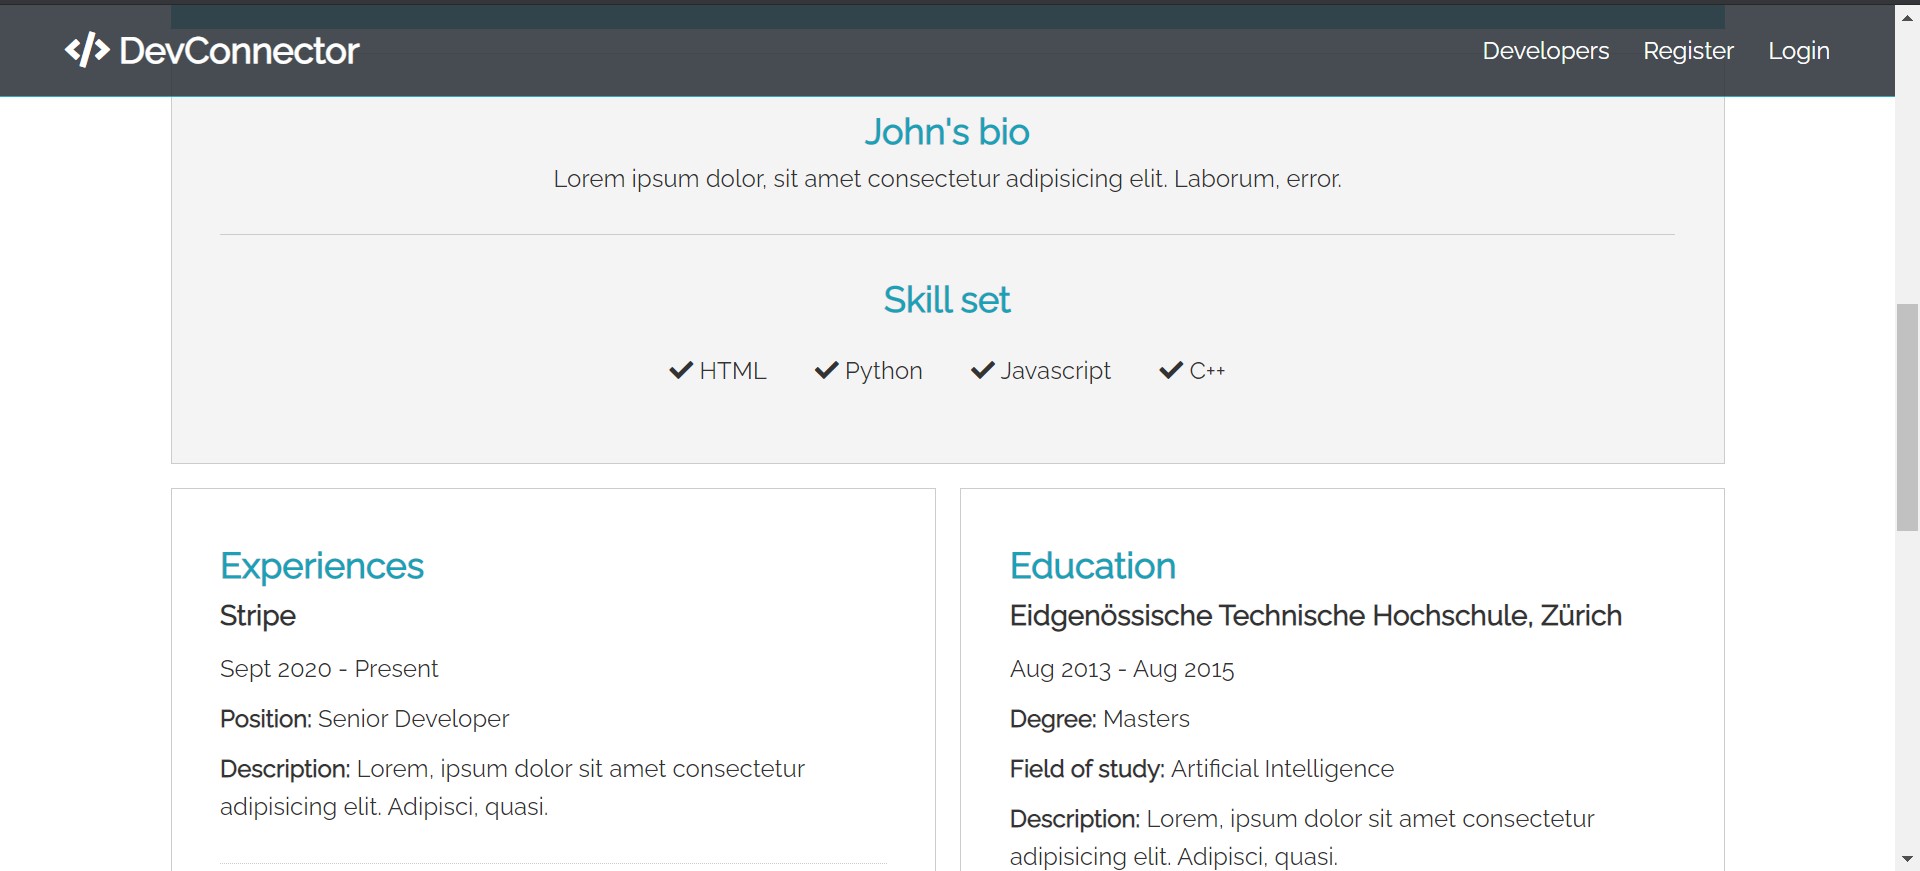 DevConnector
Developers Register Login
John's bio
Lorem ipsum dolor, sit amet consectetur adipisicing elit. Laborum, error.
Skill set
HTML Python Javascript C++
Experiences
Stripe
Sept 2020 - Present
Position: Senior Developer
Description: Lorem, ipsum dolor sit amet consectetur
adipisicing elit. Adipisci, quasi.
Education
Eidgenössische Technische Hochschule, Zürich
Aug 2013 - Aug 2015
Degree: Masters
Field of study: Artificial Intelligence
Description: Lorem, ipsum dolor sit amet consectetur
adipisicing elit. Adipisci, quasi.